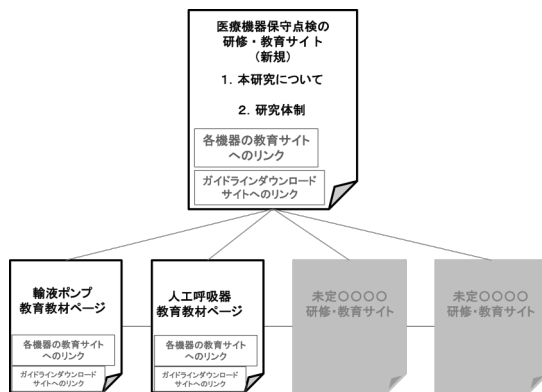 医療機器保守点検の
研修・教育サイト
（新規）
1. 本研究について
2. 研究体制
各機器の教育サイト
へのリンク
ガイドラインダウンロード
サイトへのリンク
輸液ポンプ
教育教材ページ
各機器の教育サイト
へのリンク
ガイドラインダウンロード
サイトへのリンク
人工呼吸器
教育教材ページ
各機器の教育サイト
へのリンク
ガイドラインダウンロード
サイトへのリンク
未定〇〇〇〇
研修・教育サイト
未定〇〇〇〇
研修・教育サイト